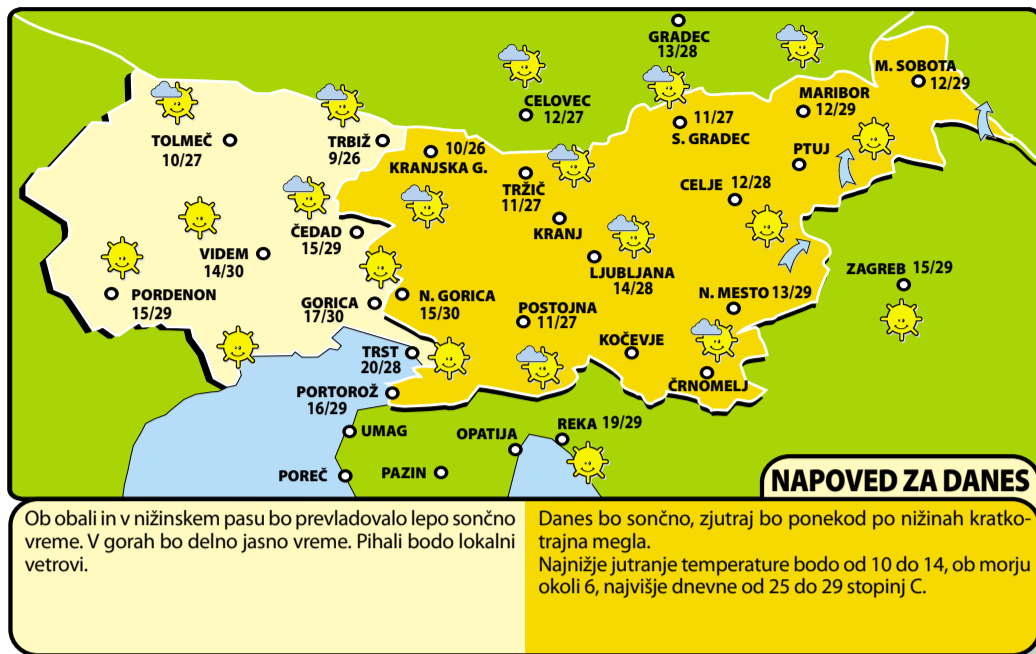 GRADEC
13/28
M. SOBOTA
12/29
CELOVEC
12/27
MARIBOR
12/29
11/27
S. GRADEC
TOLMEČ
10/27
TRBIŽ
9/26
10/26
KRANJSKA G.
PTUJ
TRŽIČ
11/27
CELJE 12/28
KRANJ
ČEDAD
15/29
VIDEM
14/30
LJUBLJANA
14/28
ZAGREB 15/29
PORDENON
15/29
GORICA
17/30
N. GORICA
15/30
POSTOJNA
11/27
N. MESTO 13/29
KOČEVJE
TRST
20/28
ČRNOMELJ
PORTOROŽ
16/29
UMAG
OPATIJA
REKA 19/29
POREČ
PAZIN
NAPOVED ZA DANES
Ob obali in v nižinskem pasu bo prevladovalo lepo sončno
vreme. V gorah bo delno jasno vreme. Pihali bodo lokalni
vetrovi.
Danes bo sončno, zjutraj bo ponekod po nižinah kratko-
trajna megla.
Najnižje jutranje temperature bodo od 10 do 14, ob morju
okoli 6, najvišje dnevne od 25 do 29 stopinj C.